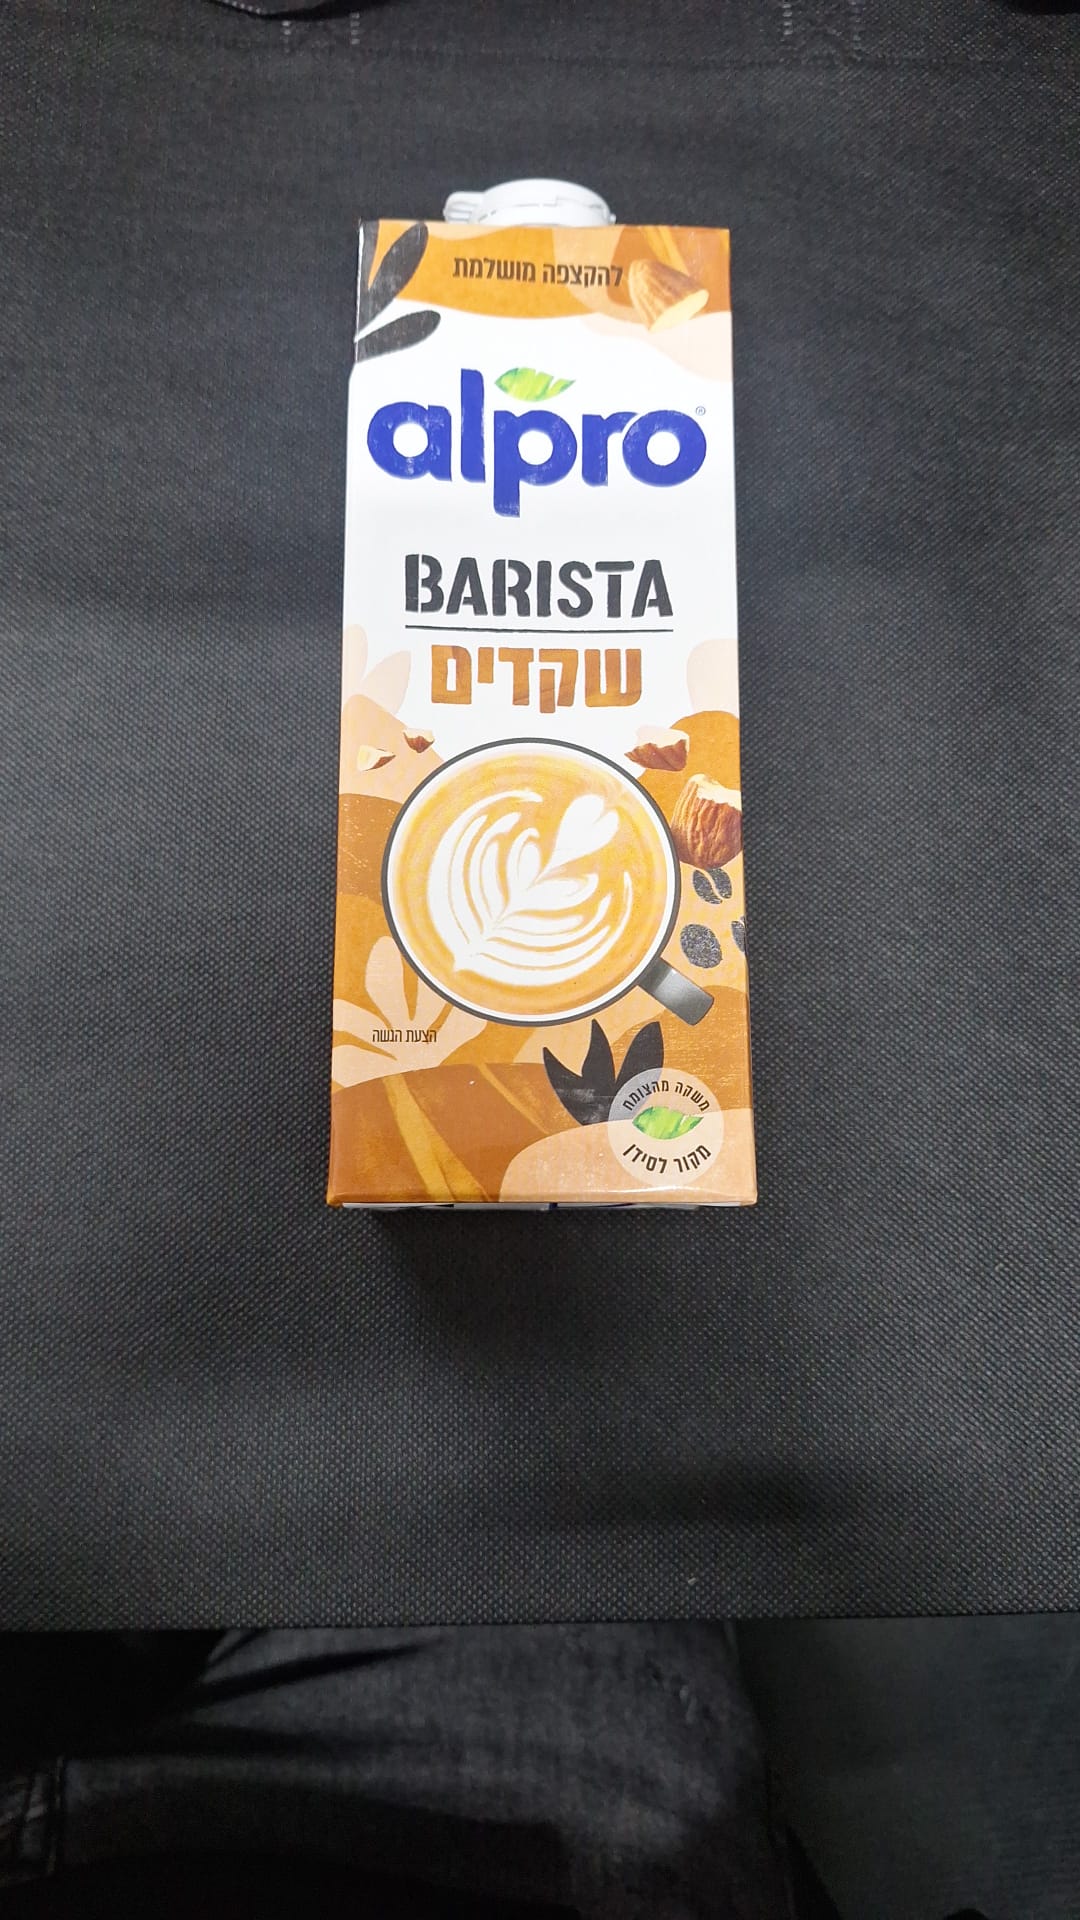 להקצפה מושלמת
alpro®
BARISTA
שקדים
הצעת הגשה
משקה מהצומח
מקור לסידן